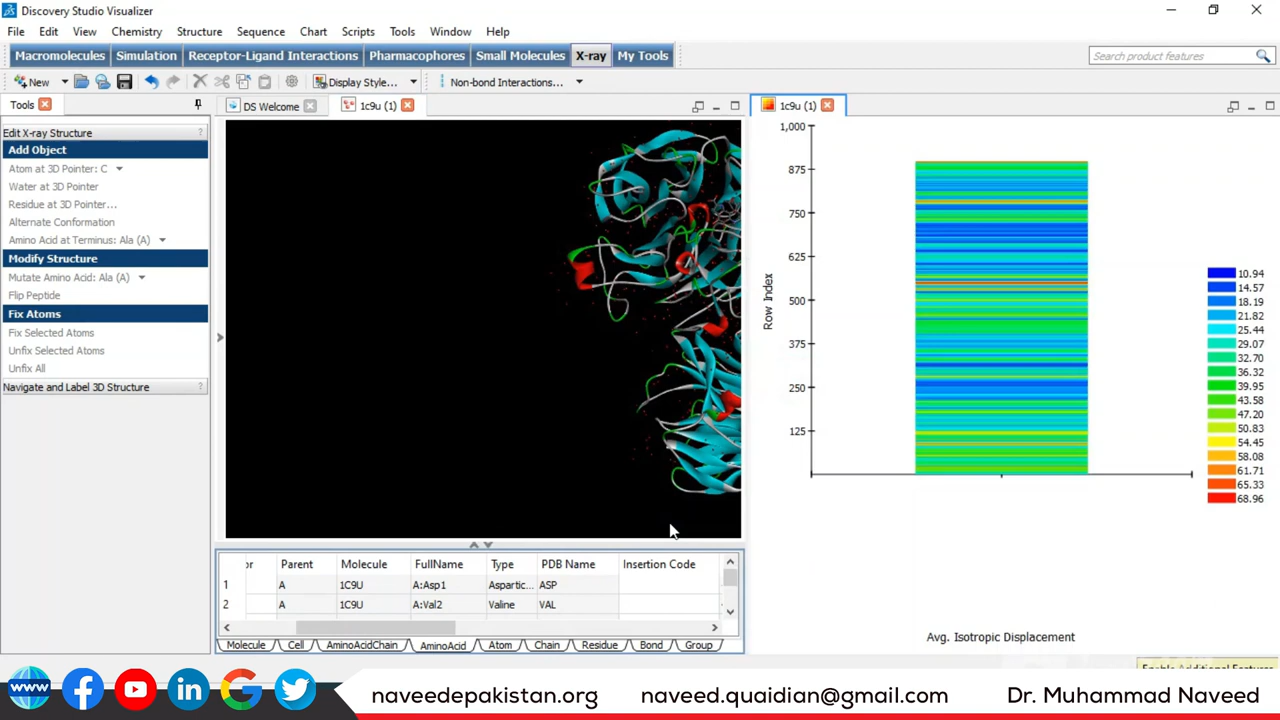 Discovery Studio Visualizer
File Edit View Chemistry Structure Sequence Chart Scripts Tools Window Help
Macromolecules Simulation Receptor-Ligand Interactions Pharmacophores Small Molecules X-ray My Tools Search product features
New Display Style... Non-bond Interactions...
Tools DS Welcome 1c9u (1) 1c9u (1)
Edit X-ray Structure ?
Add Object
Atom at 3D Pointer: C
Water at 3D Pointer
Residue at 3D Pointer...
Alternate Conformation
Amino Acid at Terminus: Ala (A)
Modify Structure
Mutate Amino Acid: Ala (A)
Flip Peptide
Fix Atoms
Fix Selected Atoms
Unfix Selected Atoms
Unfix All
Navigate and Label 3D Structure ?
or Parent Molecule FullName Type PDB Name Insertion Code
1 A 1C9U A:Asp1 Aspartic... ASP
2 A 1C9U A:Val2 Valine VAL
Molecule Cell AminoAcidChain AminoAcid Atom Chain Residue Bond Group
1,000
875
750
625
500
375
250
125
Row Index
10.94
14.57
18.19
21.82
25.44
29.07
32.70
36.32
39.95
43.58
47.20
50.83
54.45
58.08
61.71
65.33
68.96
Avg. Isotropic Displacement
Enable Additional Features
www naveedepakistan.org naveed.quaidian@gmail.com Dr. Muhammad Naveed